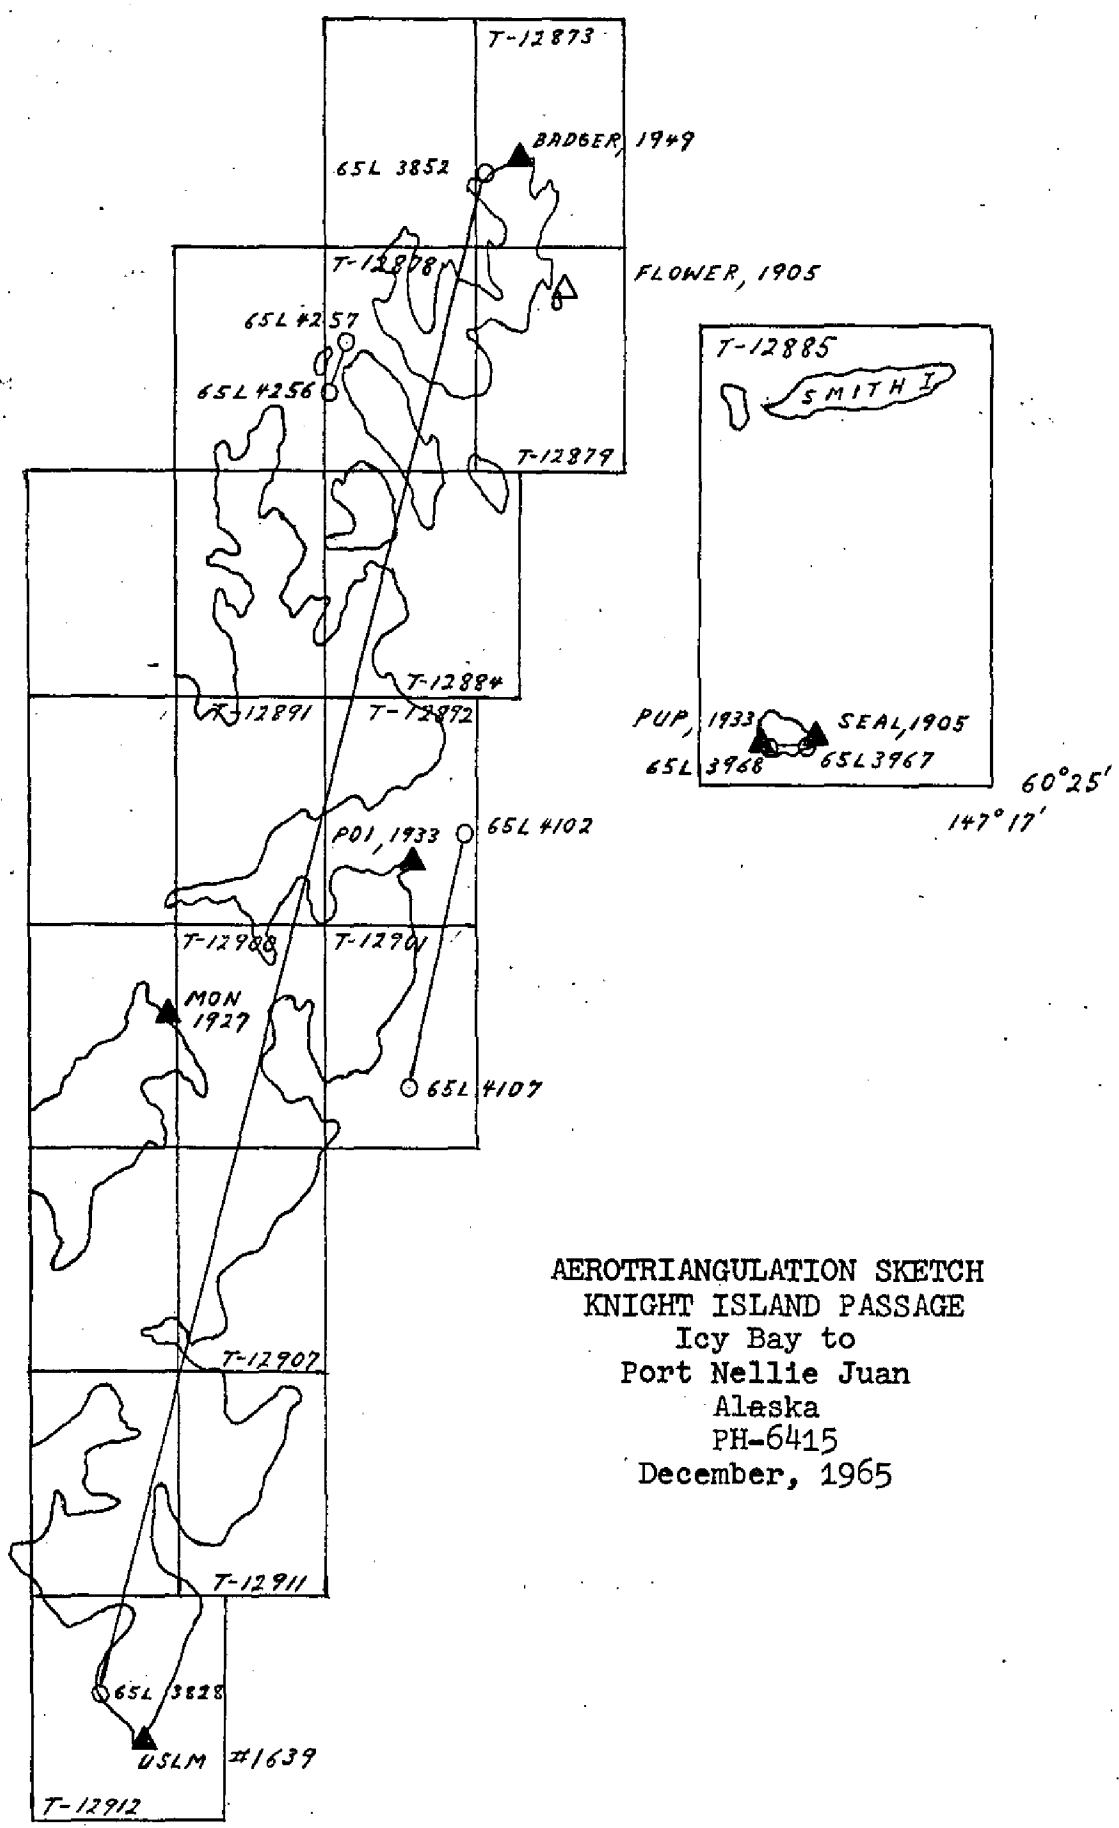 T-12873
BADGER, 1949
65L 3852
T-12878
FLOWER, 1905
65L 4257
65L 4256
T-12885
SMITH I
T-12879
T-12884
T-12891
T-12892
PUP, 1933
SEAL, 1905
65L 3968
65L 3967
60°25'
147°17'
POI, 1933
65L 4102
T-12900
T-12901
MON
1927
65L 4107
AEROTRIANGULATION SKETCH
KNIGHT ISLAND PASSAGE
Icy Bay to
Port Nellie Juan
Alaska
PH-6415
December, 1965
T-12907
T-12911
65L 3828
USLM #1639
T-12912